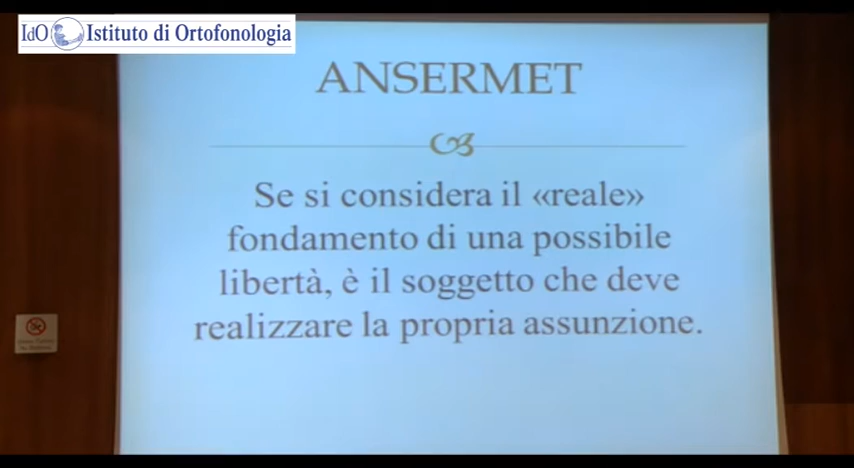 IdO Istituto di Ortofonologia
ANSERMET
Se si considera il «reale»
fondamento di una possibile
libertà, è il soggetto che deve
realizzare la propria assunzione.